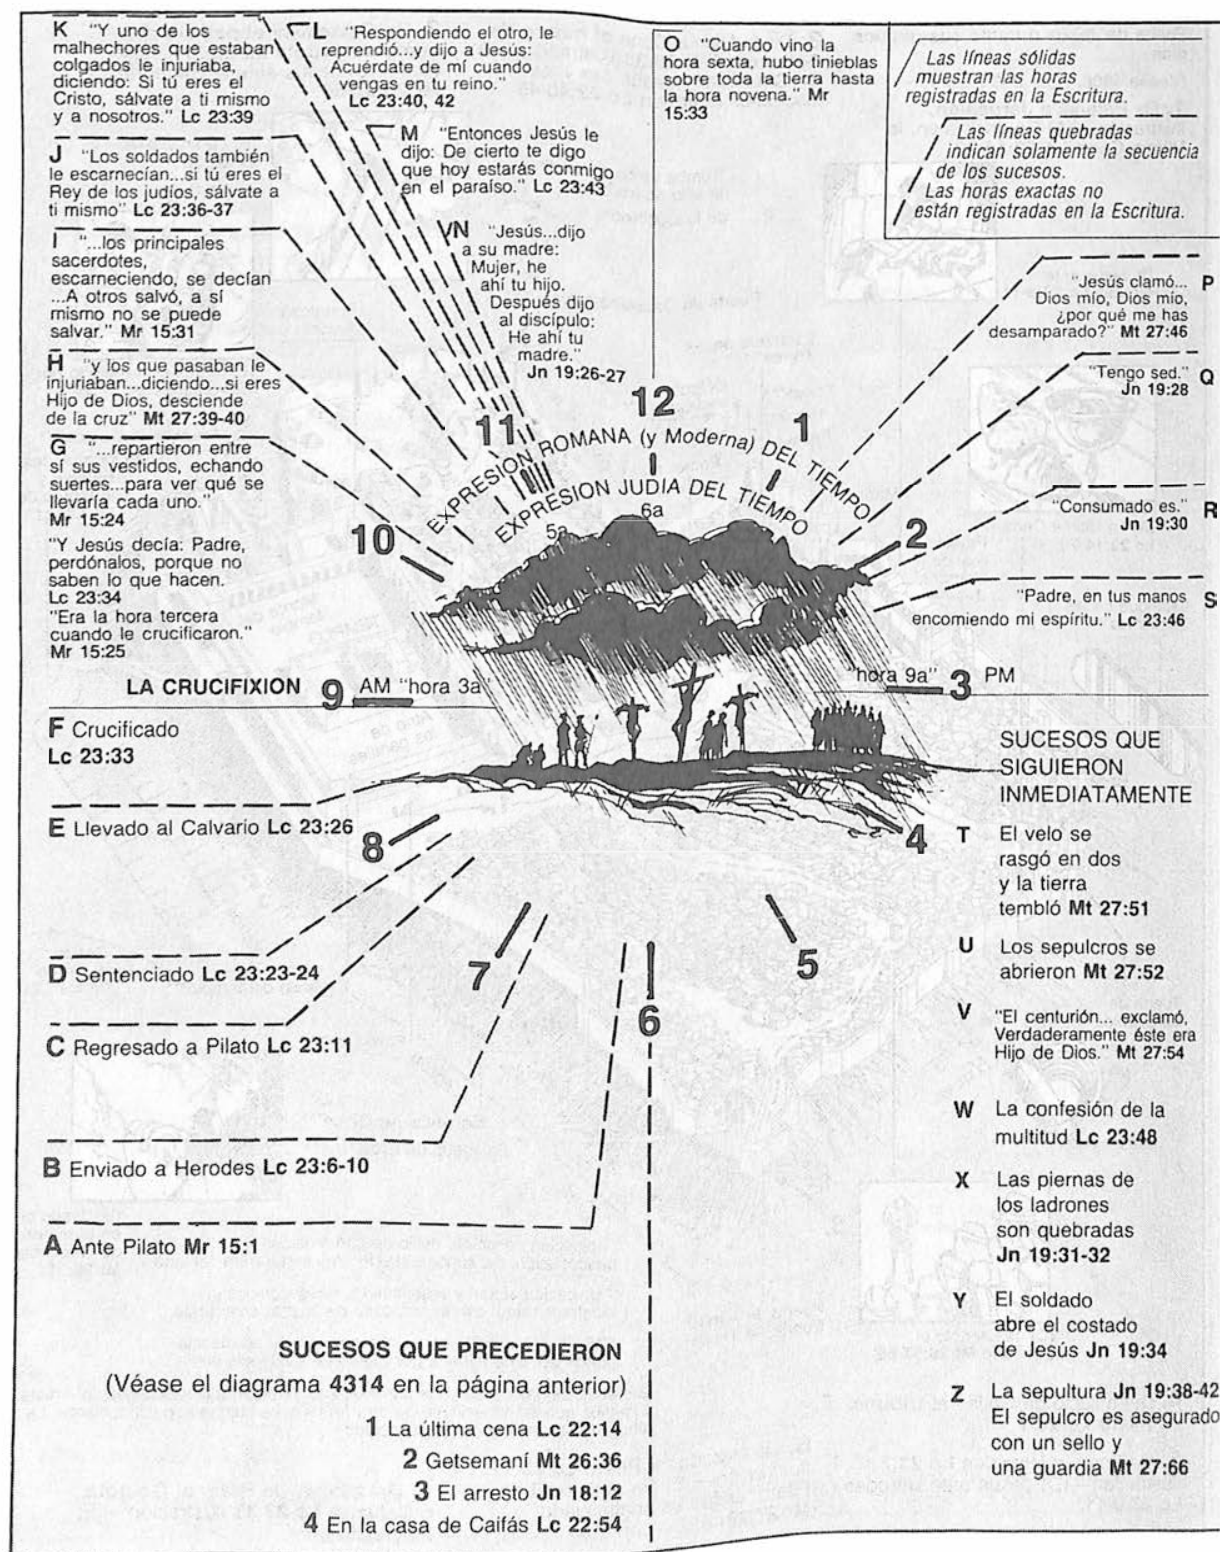 K "Y uno de los
malhechores que estaban
colgados le injuriaba,
diciendo: Si tú eres el
Cristo, sálvate a ti mismo
y a nosotros." Lc 23:39
J "Los soldados también
le escarnecían...si tú eres el
Rey de los judíos, sálvate a
ti mismo" Lc 23:36-37
I "...los principales
sacerdotes,
escarneciendo, se decían
...A otros salvó, a sí
mismo no se puede
salvar." Mr 15:31
H "y los que pasaban le
injuriaban...diciendo...si eres
Hijo de Dios, desciende
de la cruz" Mt 27:39-40
G "...repartieron entre
sí sus vestidos, echando
suertes...para ver qué se
llevaría cada uno."
Mr 15:24
"Y Jesús decía: Padre,
perdónalos, porque no
saben lo que hacen.
Lc 23:34
"Era la hora tercera
cuando le crucificaron."
Mr 15:25
L "Respondiendo el otro, le
reprendió...y dijo a Jesús:
Acuérdate de mí cuando
vengas en tu reino."
Lc 23:40, 42
M "Entonces Jesús le
dijo: De cierto te digo
que hoy estarás conmigo
en el paraíso." Lc 23:43
N "Jesús...dijo
a su madre:
Mujer, he
ahí tu hijo.
Después dijo
al discípulo:
He ahí tu
madre."
Jn 19:26-27
O "Cuando vino la
hora sexta, hubo tinieblas
sobre toda la tierra hasta
la hora novena." Mr
15:33
Las líneas sólidas
muestran las horas
registradas en la Escritura.
Las líneas quebradas
indican solamente la secuencia
de los sucesos.
Las horas exactas no
están registradas en la Escritura.
"Jesús clamó... P
Dios mío, Dios mío,
¿por qué me has
desamparado?" Mt 27:46
"Tengo sed." Q
Jn 19:28
"Consumado es." R
Jn 19:30
"Padre, en tus manos S
encomiendo mi espíritu." Lc 23:46
12
11
1
EXPRESION ROMANA (y Moderna) DEL TIEMPO
EXPRESION JUDIA DEL TIEMPO
5a
6a
10
2
LA CRUCIFIXION 9 AM "hora 3a"
"hora 9a" 3 PM
F Crucificado
Lc 23:33
E Llevado al Calvario Lc 23:26
8
4
D Sentenciado Lc 23:23-24
7
5
C Regresado a Pilato Lc 23:11
6
B Enviado a Herodes Lc 23:6-10
A Ante Pilato Mr 15:1
SUCESOS QUE PRECEDIERON
(Véase el diagrama 4314 en la página anterior)
1 La última cena Lc 22:14
2 Getsemaní Mt 26:36
3 El arresto Jn 18:12
4 En la casa de Caifás Lc 22:54
SUCESOS QUE
SIGUIERON
INMEDIATAMENTE
T El velo se
rasgó en dos
y la tierra
tembló Mt 27:51
U Los sepulcros se
abrieron Mt 27:52
V "El centurión... exclamó,
Verdaderamente éste era
Hijo de Dios." Mt 27:54
W La confesión de la
multitud Lc 23:48
X Las piernas de
los ladrones
son quebradas
Jn 19:31-32
Y El soldado
abre el costado
de Jesús Jn 19:34
Z La sepultura Jn 19:38-42
El sepulcro es asegurado
con un sello y
una guardia Mt 27:66